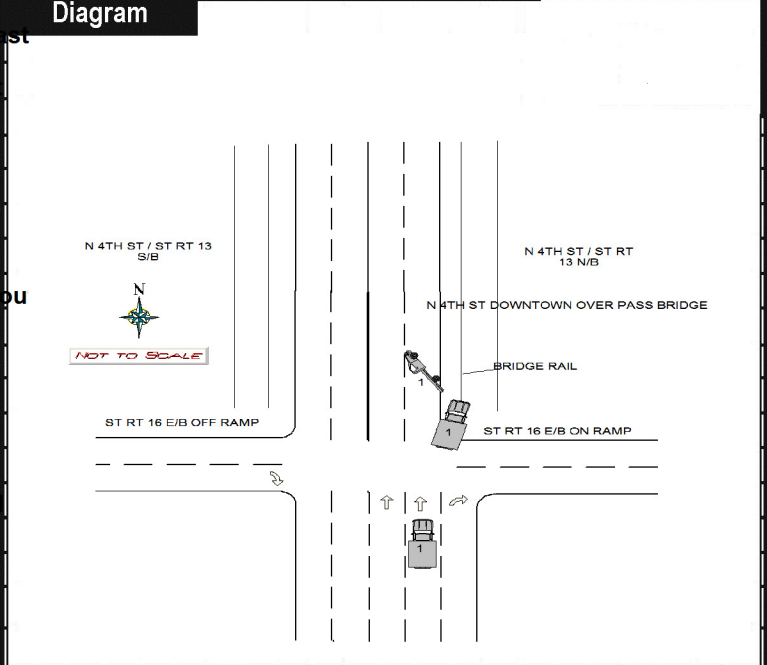 Diagram
ast
ou
N 4TH ST / ST RT 13
S/B
N 4TH ST / ST RT
13 N/B
N
N 4TH ST DOWNTOWN OVER PASS BRIDGE
NOT TO SCALE
BRIDGE RAIL
1
ST RT 16 E/B OFF RAMP
1
ST RT 16 E/B ON RAMP
1